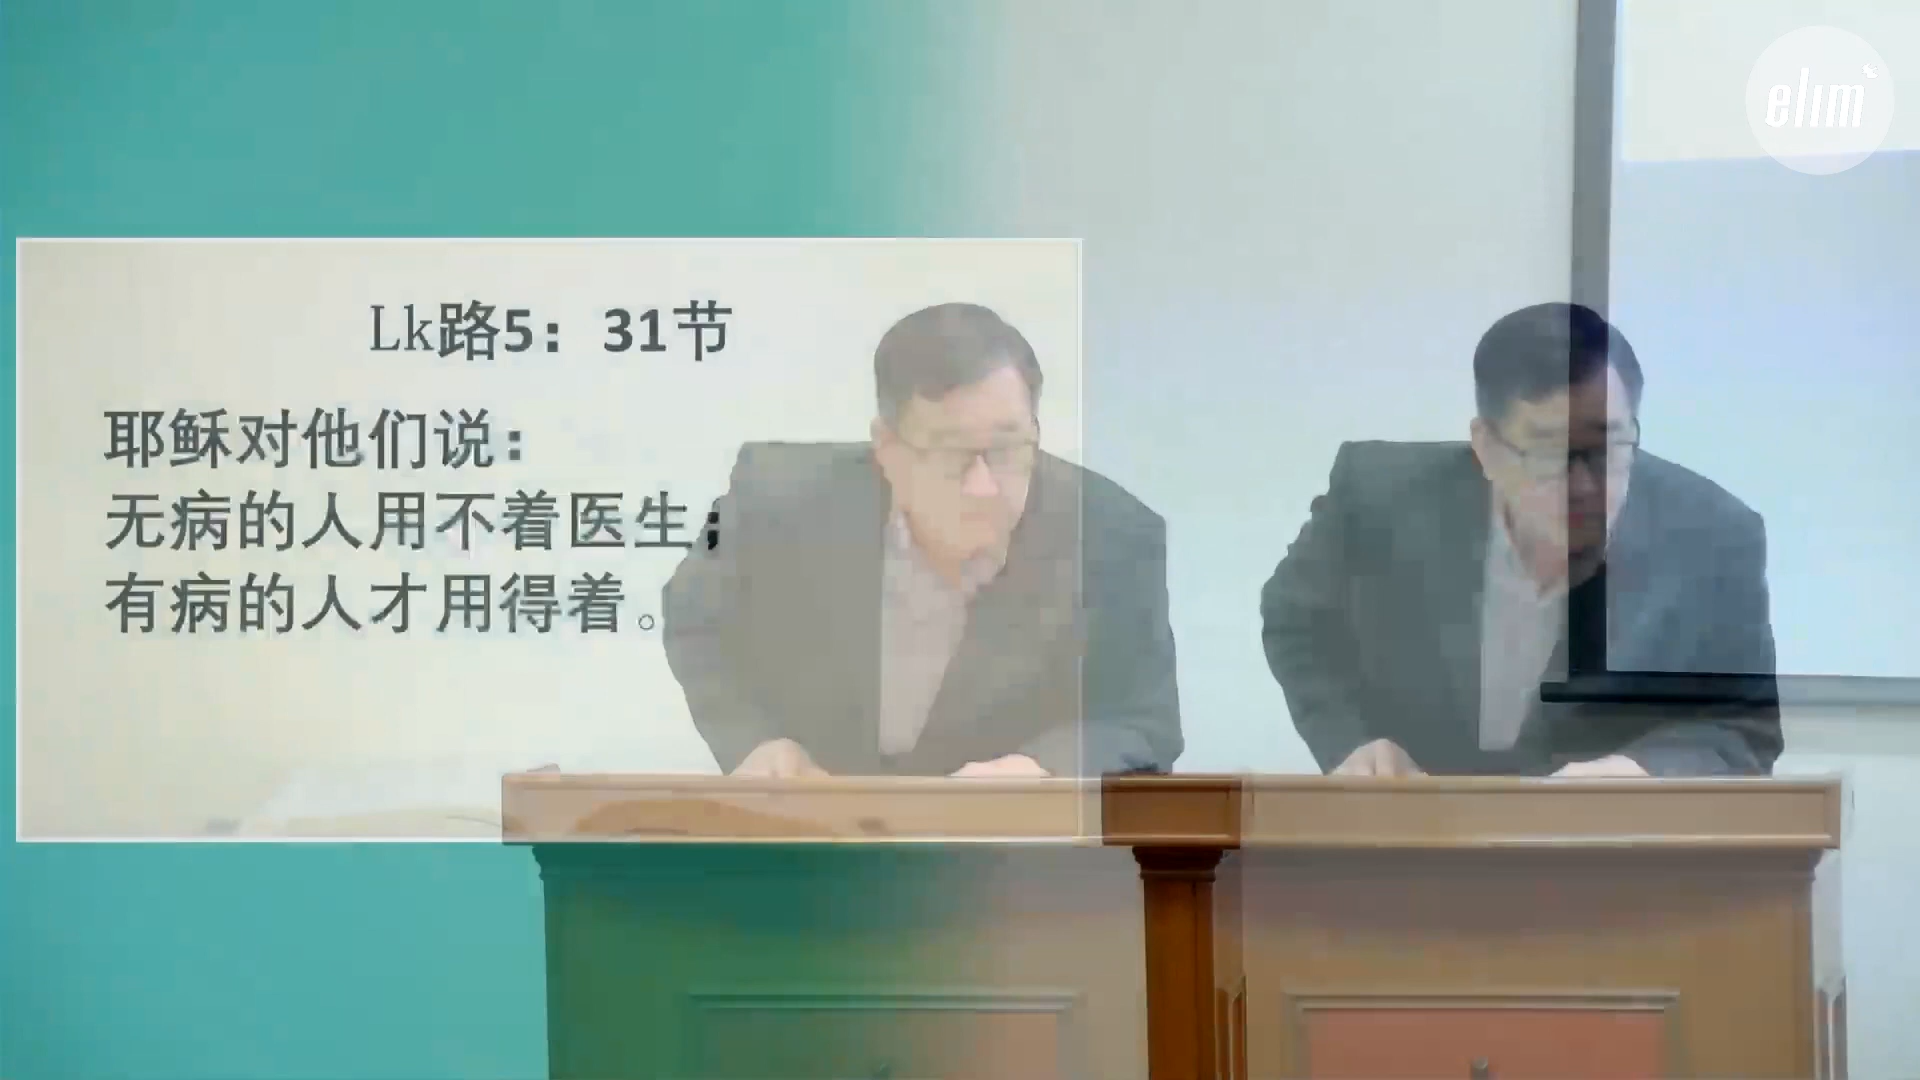 elim
Lk路5：31节
耶稣对他们说：
无病的人用不着医生；
有病的人才用得着。